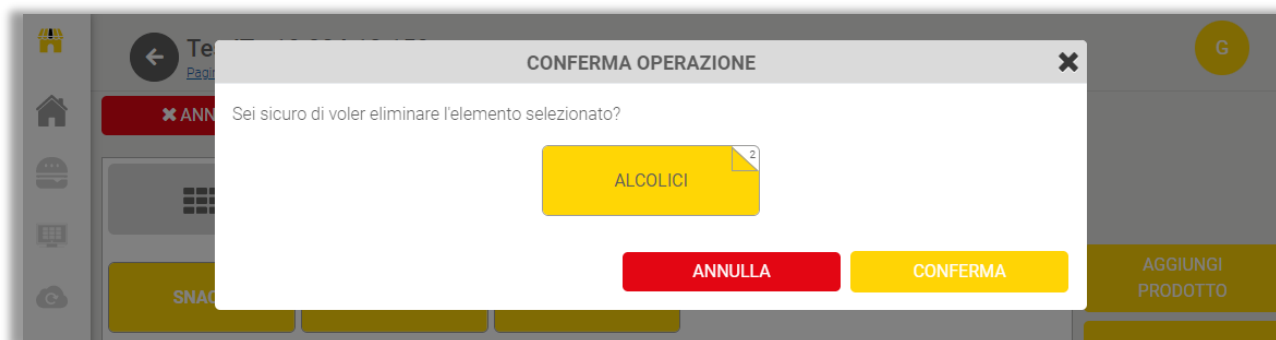 CONFERMA OPERAZIONE
G
Sei sicuro di voler eliminare l'elemento selezionato?
2
ALCOLICI
ANNULLA
CONFERMA
AGGIUNGI
PRODOTTO